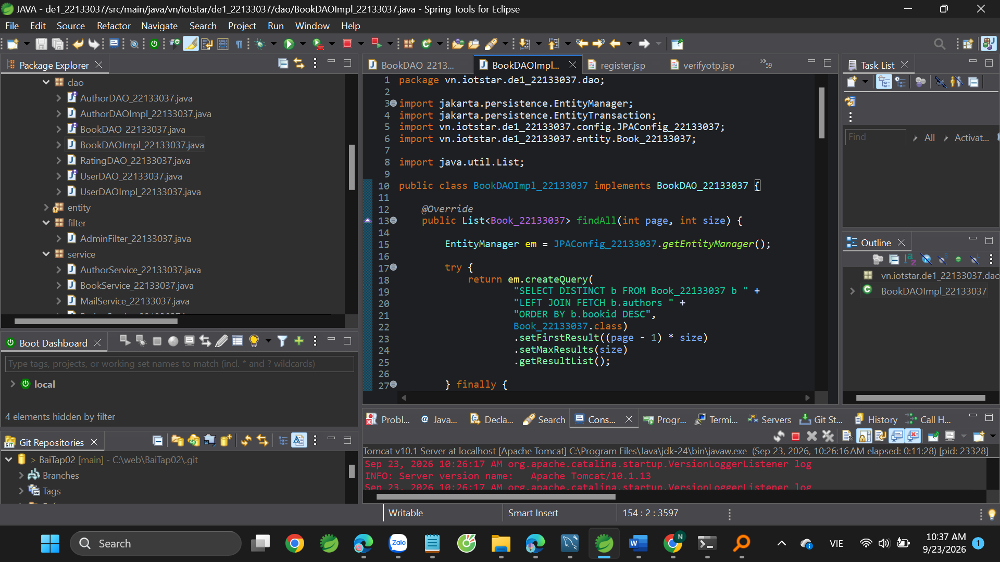 JAVA - de1_22133037/src/main/java/vn/iotstar/de1_22133037/dao/BookDAOImpl_22133037.java - Spring Tools for Eclipse
File Edit Source Refactor Navigate Search Project Run Window Help
Package Explorer
dao
AuthorDAO_22133037.java
AuthorDAOImpl_22133037.java
BookDAO_22133037.java
BookDAOImpl_22133037.java
RatingDAO_22133037.java
UserDAO_22133037.java
UserDAOImpl_22133037.java
entity
filter
AdminFilter_22133037.java
service
AuthorService_22133037.java
BookService_22133037.java
MailService_22133037.java
Boot Dashboard
Type tags, projects, or working set names to match (incl. * and ? wildcards)
local
4 elements hidden by filter
Git Repositories
> BaiTap02 [main] - C:\web\BaiTap02\.git
Branches
Tags
BookDAO_2213... BookDAOImpl... register.jsp verifyotp.jsp »59
1 package vn.iotstar.de1_22133037.dao;
2
3 import jakarta.persistence.EntityManager;
4 import jakarta.persistence.EntityTransaction;
5 import vn.iotstar.de1_22133037.config.JPAConfig_22133037;
6 import vn.iotstar.de1_22133037.entity.Book_22133037;
7
8 import java.util.List;
9
10 public class BookDAOImpl_22133037 implements BookDAO_22133037 {
11
12 @Override
13 public List<Book_22133037> findAll(int page, int size) {
14
15 EntityManager em = JPAConfig_22133037.getEntityManager();
16
17 try {
18 return em.createQuery(
19 "SELECT DISTINCT b FROM Book_22133037 b " +
20 "LEFT JOIN FETCH b.authors " +
21 "ORDER BY b.bookid DESC",
22 Book_22133037.class)
23 .setFirstResult((page - 1) * size)
24 .setMaxResults(size)
25 .getResultList();
26
27 } finally {
Task List
Find All Activat...
Outline
vn.iotstar.de1_22133037.dao
BookDAOImpl_22133037
Probl... Java... Decla... Search Cons... Progr... Termi... Servers Git St... History Call H...
Tomcat v10.1 Server at localhost [Apache Tomcat] C:\Program Files\Java\jdk-24\bin\javaw.exe (Sep 23, 2026, 10:26:16 AM elapsed: 0:11:28) [pid: 23328]
Sep 23, 2026 10:26:17 AM org.apache.catalina.startup.VersionLoggerListener log
INFO: Server version name: Apache Tomcat/10.1.13
Sep 23, 2026 10:26:17 AM org.apache.catalina.startup.VersionLoggerListener log
Writable Smart Insert 154 : 2 : 3597
Search
Zalo
N
VIE
10:37 AM
9/23/2026
1